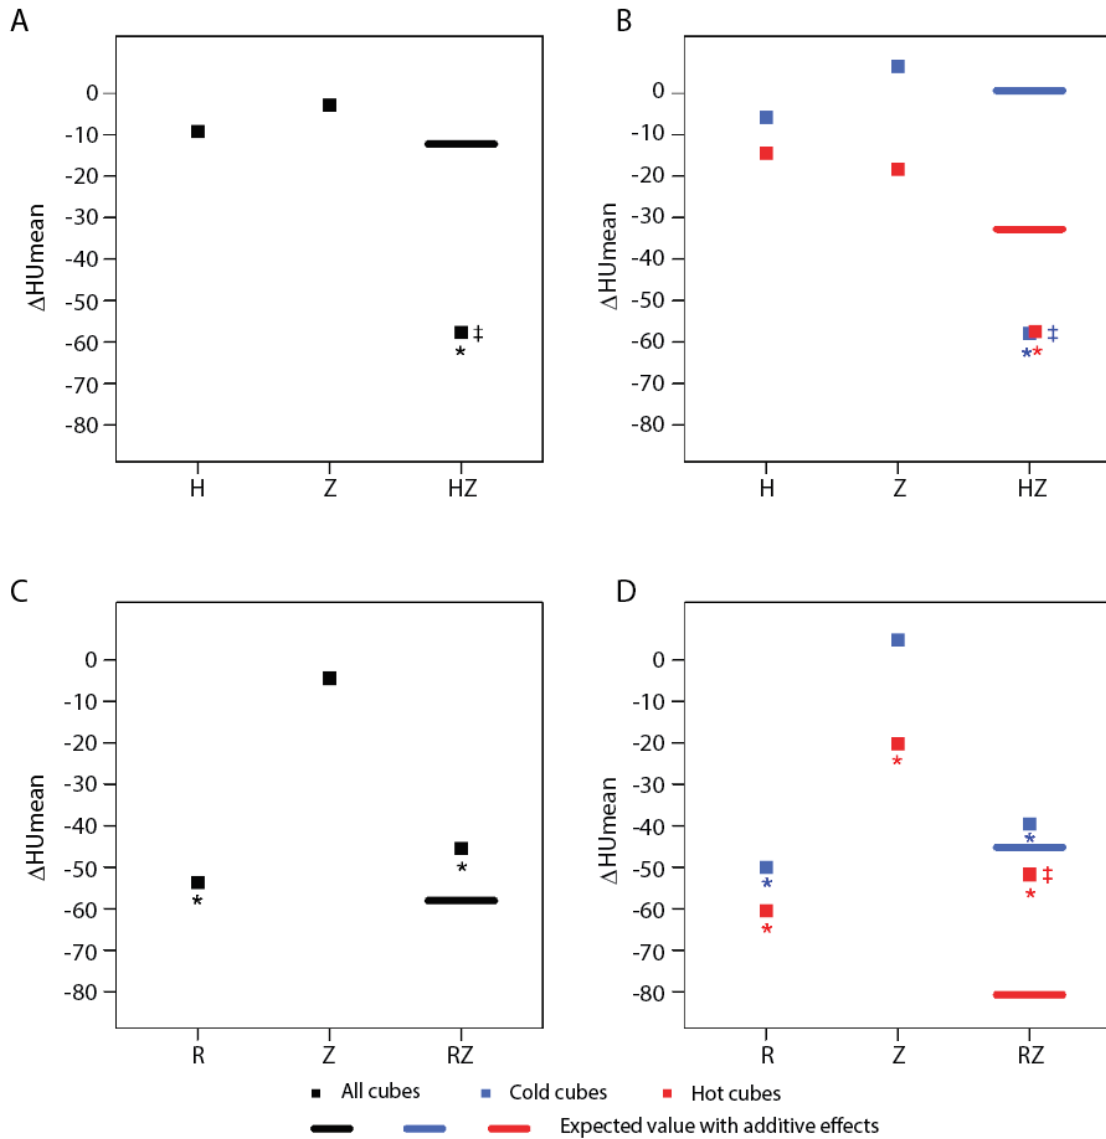 A
B
0
-10
-20
-30
-40
-50
-60
-70
-80
ΔHUmean
‡
*
H
Z
HZ
0
-10
-20
-30
-40
-50
-60
-70
-80
ΔHUmean
‡
* *
H
Z
HZ
C
D
0
-10
-20
-30
-40
-50
-60
-70
-80
ΔHUmean
*
*
R
Z
RZ
0
-10
-20
-30
-40
-50
-60
-70
-80
ΔHUmean
*
*
‡
*
*
*
R
Z
RZ
All cubes
Cold cubes
Hot cubes
Expected value with additive effects